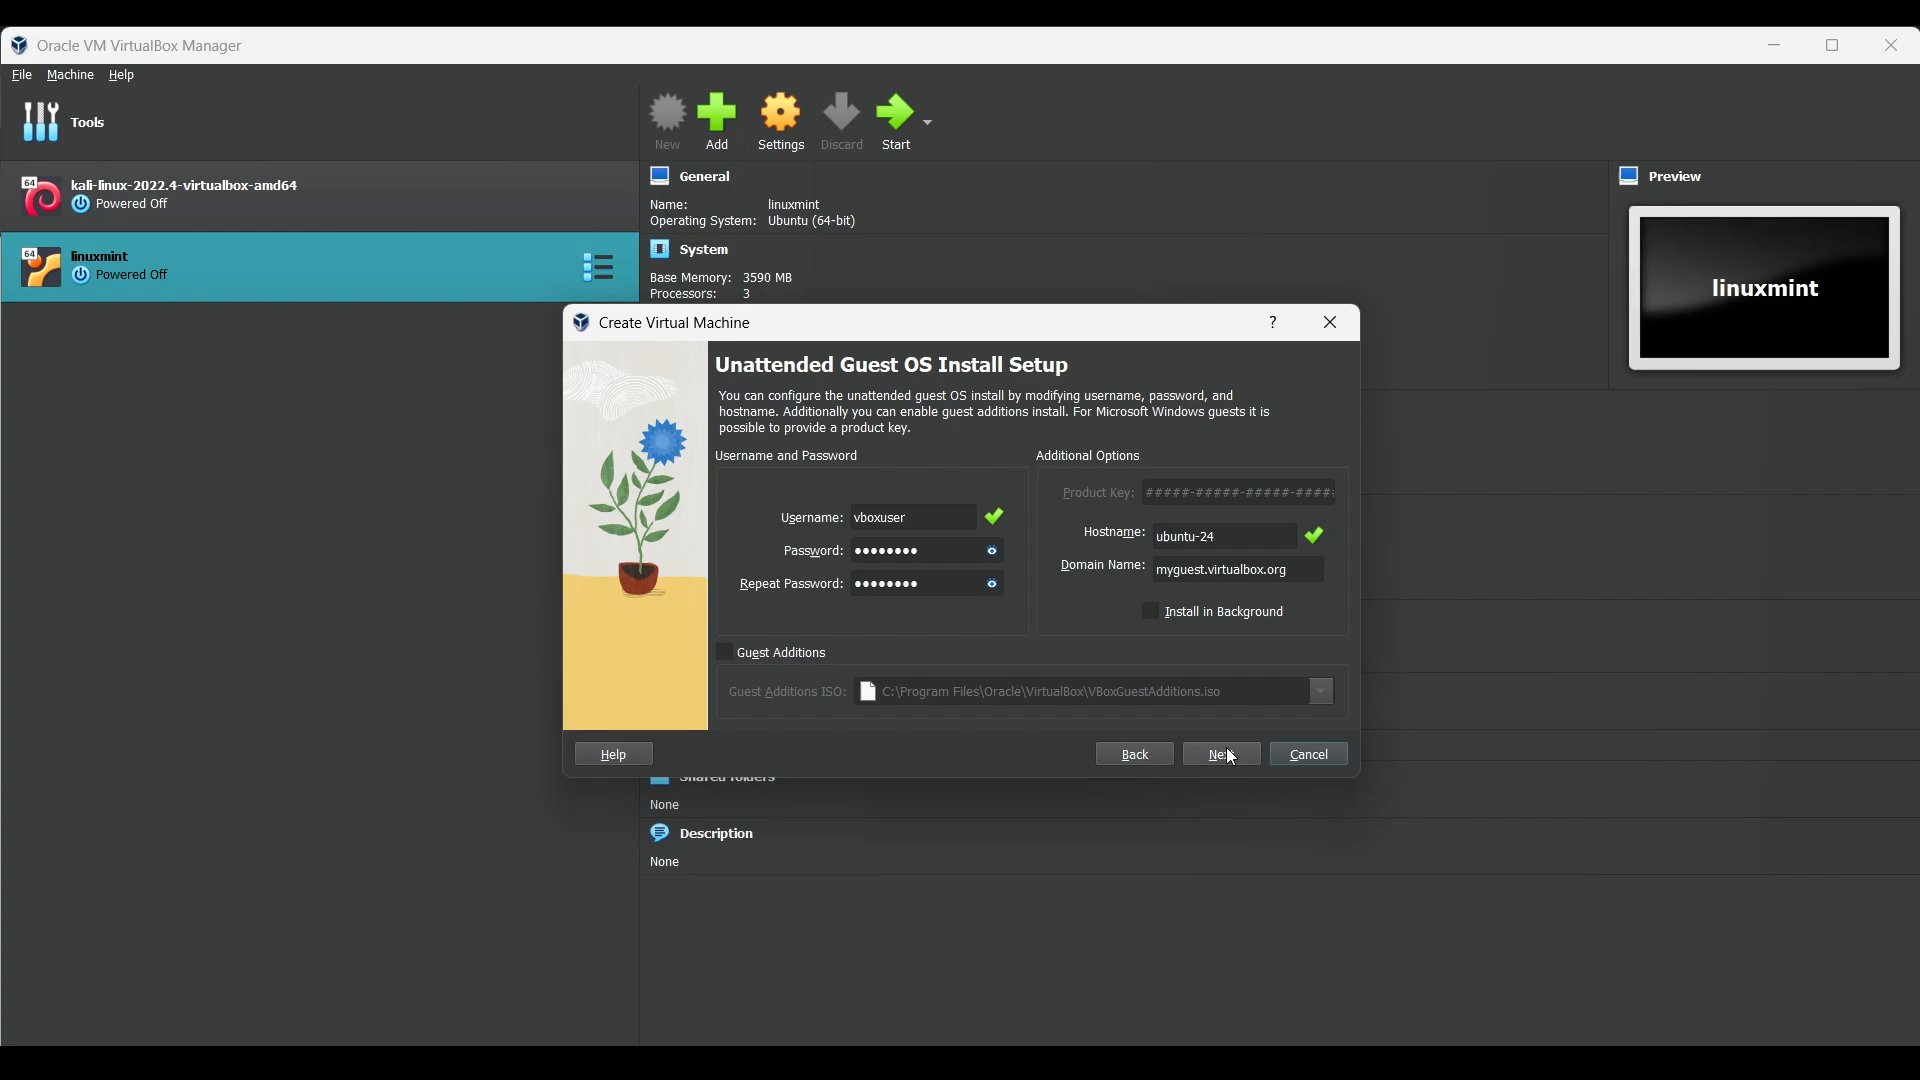 Oracle VM VirtualBox Manager
File Machine Help
Tools
New
Add
Settings
Discard
Start
64 kali-linux-2022.4-virtualbox-amd64
Powered Off
64 linuxmint
Powered Off
General
Name: linuxmint
Operating System: Ubuntu (64-bit)
System
Base Memory: 3590 MB
Processors: 3
Preview
linuxmint
Create Virtual Machine
?
Unattended Guest OS Install Setup
You can configure the unattended guest OS install by modifying username, password, and
hostname. Additionally you can enable guest additions install. For Microsoft Windows guests it is
possible to provide a product key.
Username and Password
Username: vboxuser
Password: ••••••••
Repeat Password: ••••••••
Additional Options
Product Key: #####-#####-#####-####
Hostname: ubuntu-24
Domain Name: myguest.virtualbox.org
Install in Background
Guest Additions
Guest Additions ISO: C:\Program Files\Oracle\VirtualBox\VBoxGuestAdditions.iso
Help
Back
Next
Cancel
Shared folders
None
Description
None